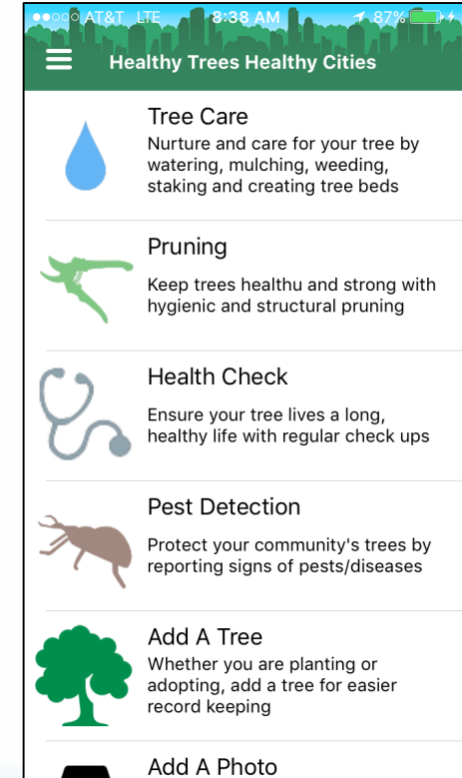 AT&T LTE 8:38 AM 87%
Healthy Trees Healthy Cities
Tree Care
Nurture and care for your tree by
watering, mulching, weeding,
staking and creating tree beds
Pruning
Keep trees healthu and strong with
hygienic and structural pruning
Health Check
Ensure your tree lives a long,
healthy life with regular check ups
Pest Detection
Protect your community's trees by
reporting signs of pests/diseases
Add A Tree
Whether you are planting or
adopting, add a tree for easier
record keeping
Add A Photo